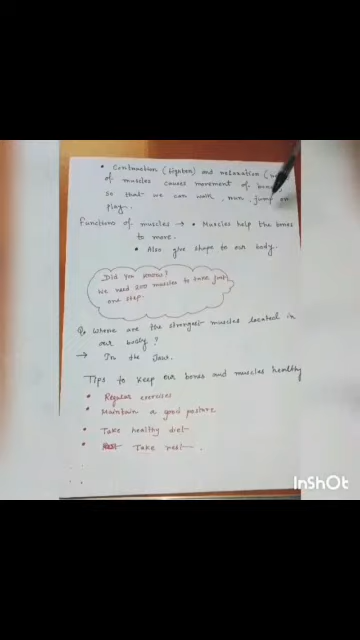 • Contraction (tighten) and relaxation
of muscles causes movement of bones
so that we can walk, run, jump or
play.
Functions of muscles → • Muscles help the bones
to move.
• Also give shape to our body.
Did you know?
We need 200 muscles to take just
one step.
Q. Where are the strongest muscles located in
our body?
→ In the Jaw.
Tips to keep our bones and muscles healthy
• Regular exercises
• Maintain a good posture
• Take healthy diet
• Take rest.
InShOt